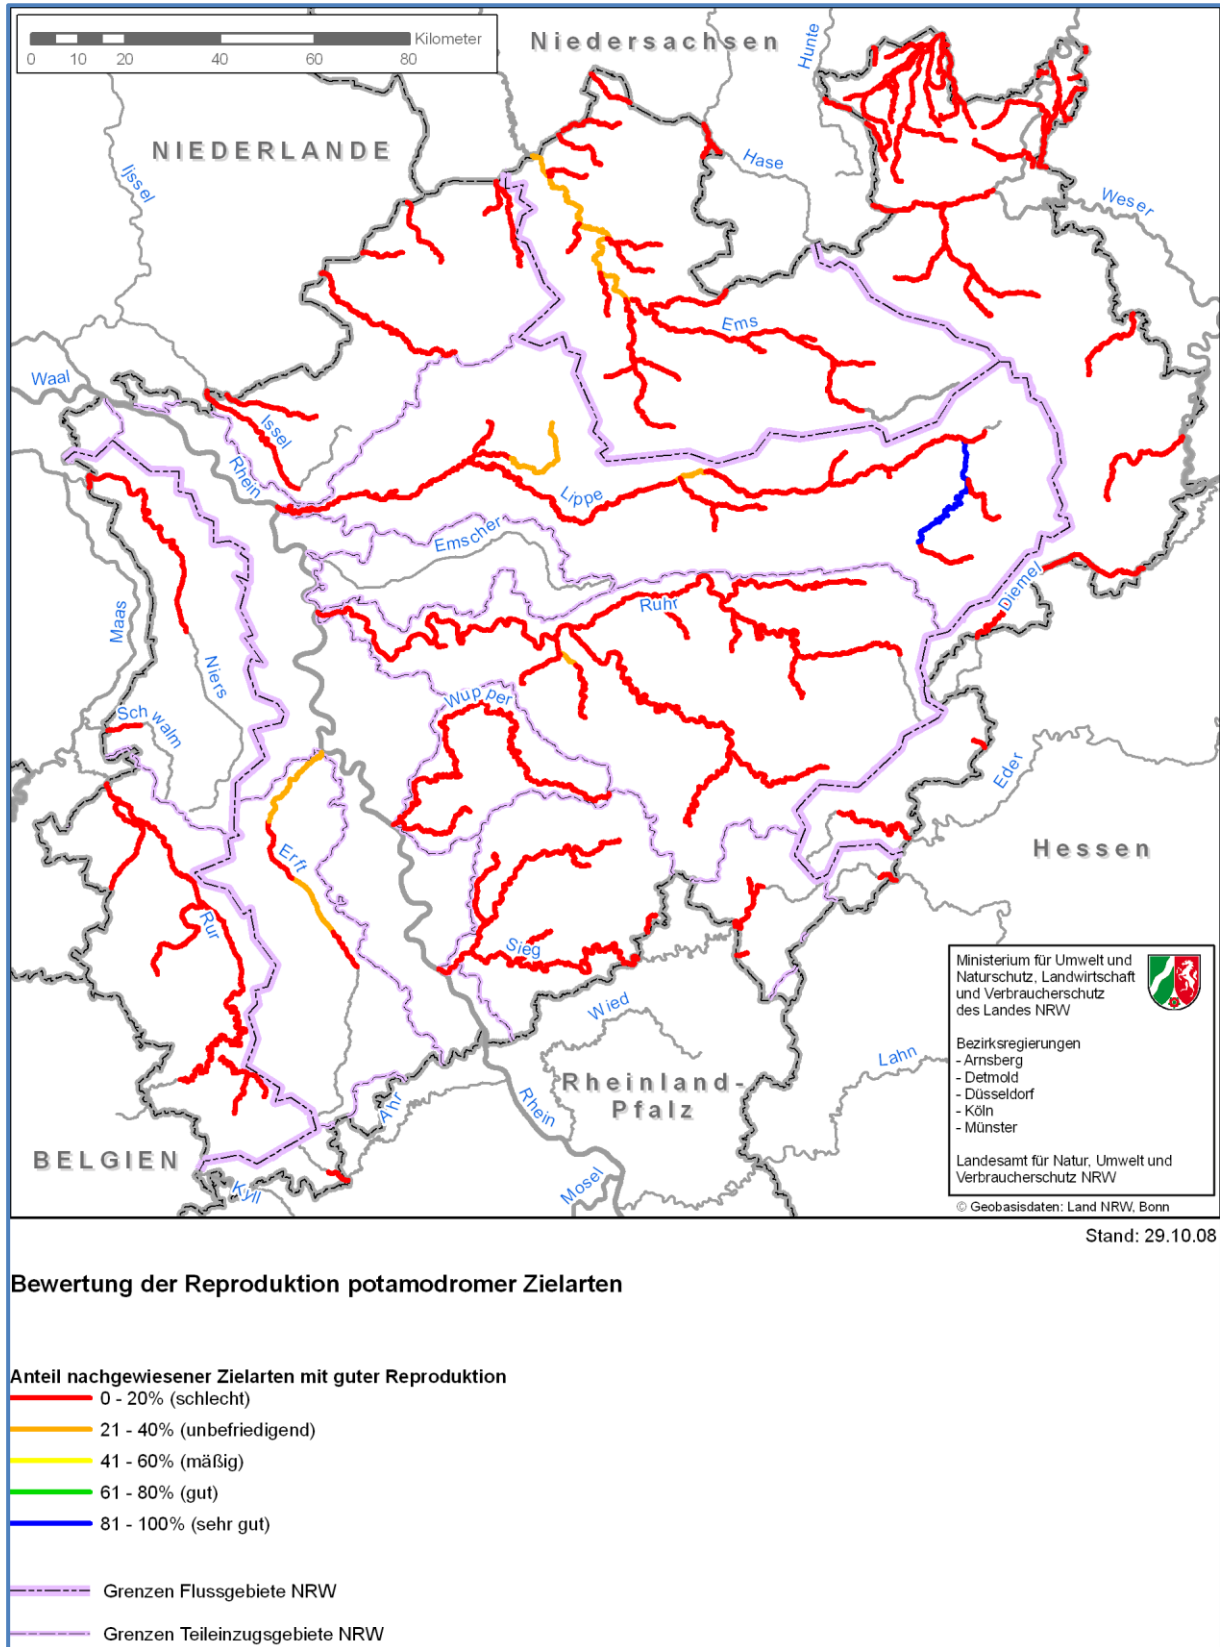 Kilometer
0 10 20 40 60 80
Niedersachsen
Hunte
NIEDERLANDE
Ijssel
Hase
Weser
Ems
Waal
Issel
Rhein
Lippe
Emscher
Diemel
Ruhr
Maas
Niers
Schwalm
Wupper
Eder
Hessen
Erft
Rur
Sieg
Wied
Lahn
Rheinland-
Pfalz
Rhein
Ahr
Mosel
BELGIEN
Kyll
Ministerium für Umwelt und
Naturschutz, Landwirtschaft
und Verbraucherschutz
des Landes NRW
Bezirksregierungen
- Arnsberg
- Detmold
- Düsseldorf
- Köln
- Münster
Landesamt für Natur, Umwelt und
Verbraucherschutz NRW
© Geobasisdaten: Land NRW, Bonn
Stand: 29.10.08
Bewertung der Reproduktion potamodromer Zielarten
Anteil nachgewiesener Zielarten mit guter Reproduktion
0 - 20% (schlecht)
21 - 40% (unbefriedigend)
41 - 60% (mäßig)
61 - 80% (gut)
81 - 100% (sehr gut)
Grenzen Flussgebiete NRW
Grenzen Teileinzugsgebiete NRW